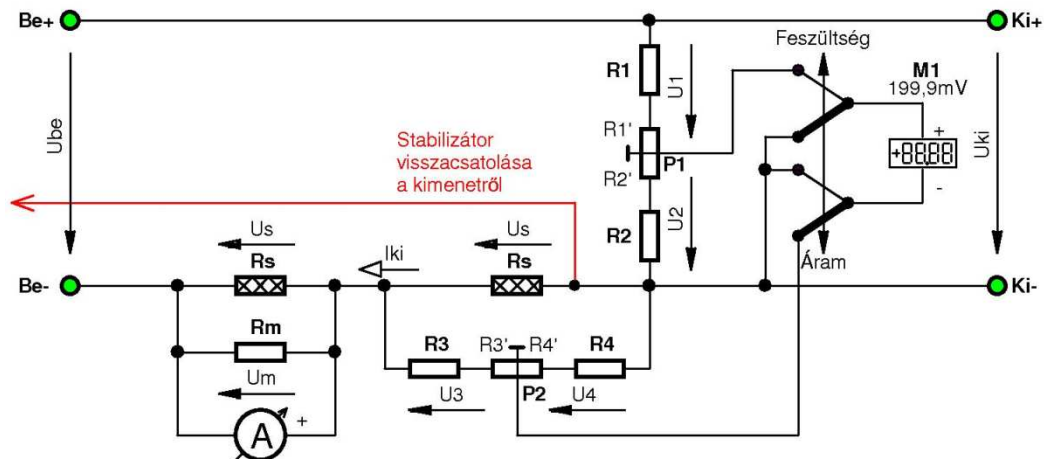 Be+
Ki+
Feszültség
R1
U1
M1
199,9mV
Ube
Stabilizátor
visszacsatolása
a kimenetről
R1'
P1
R2'
+
+88,88
-
Uki
R2
U2
Us
Iki
Us
Áram
Be-
Rs
Rs
Ki-
Rm
R3
R3'
R4'
R4
Um
U3
P2
U4
A
+